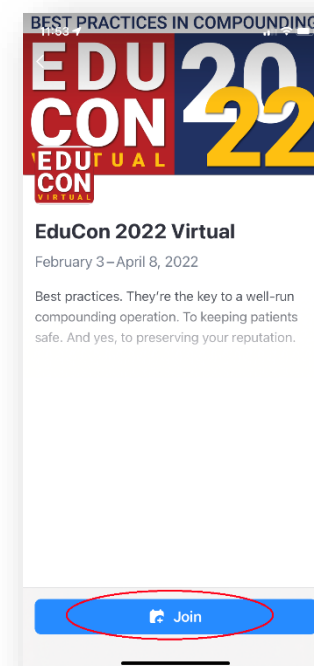 BEST PRACTICES IN COMPOUNDING
11:53
EDU 20
CON 22
VIRTUAL
EDU
CON
VIRTUAL
EduCon 2022 Virtual
February 3–April 8, 2022
Best practices. They're the key to a well-run
compounding operation. To keeping patients
safe. And yes, to preserving your reputation.
Join